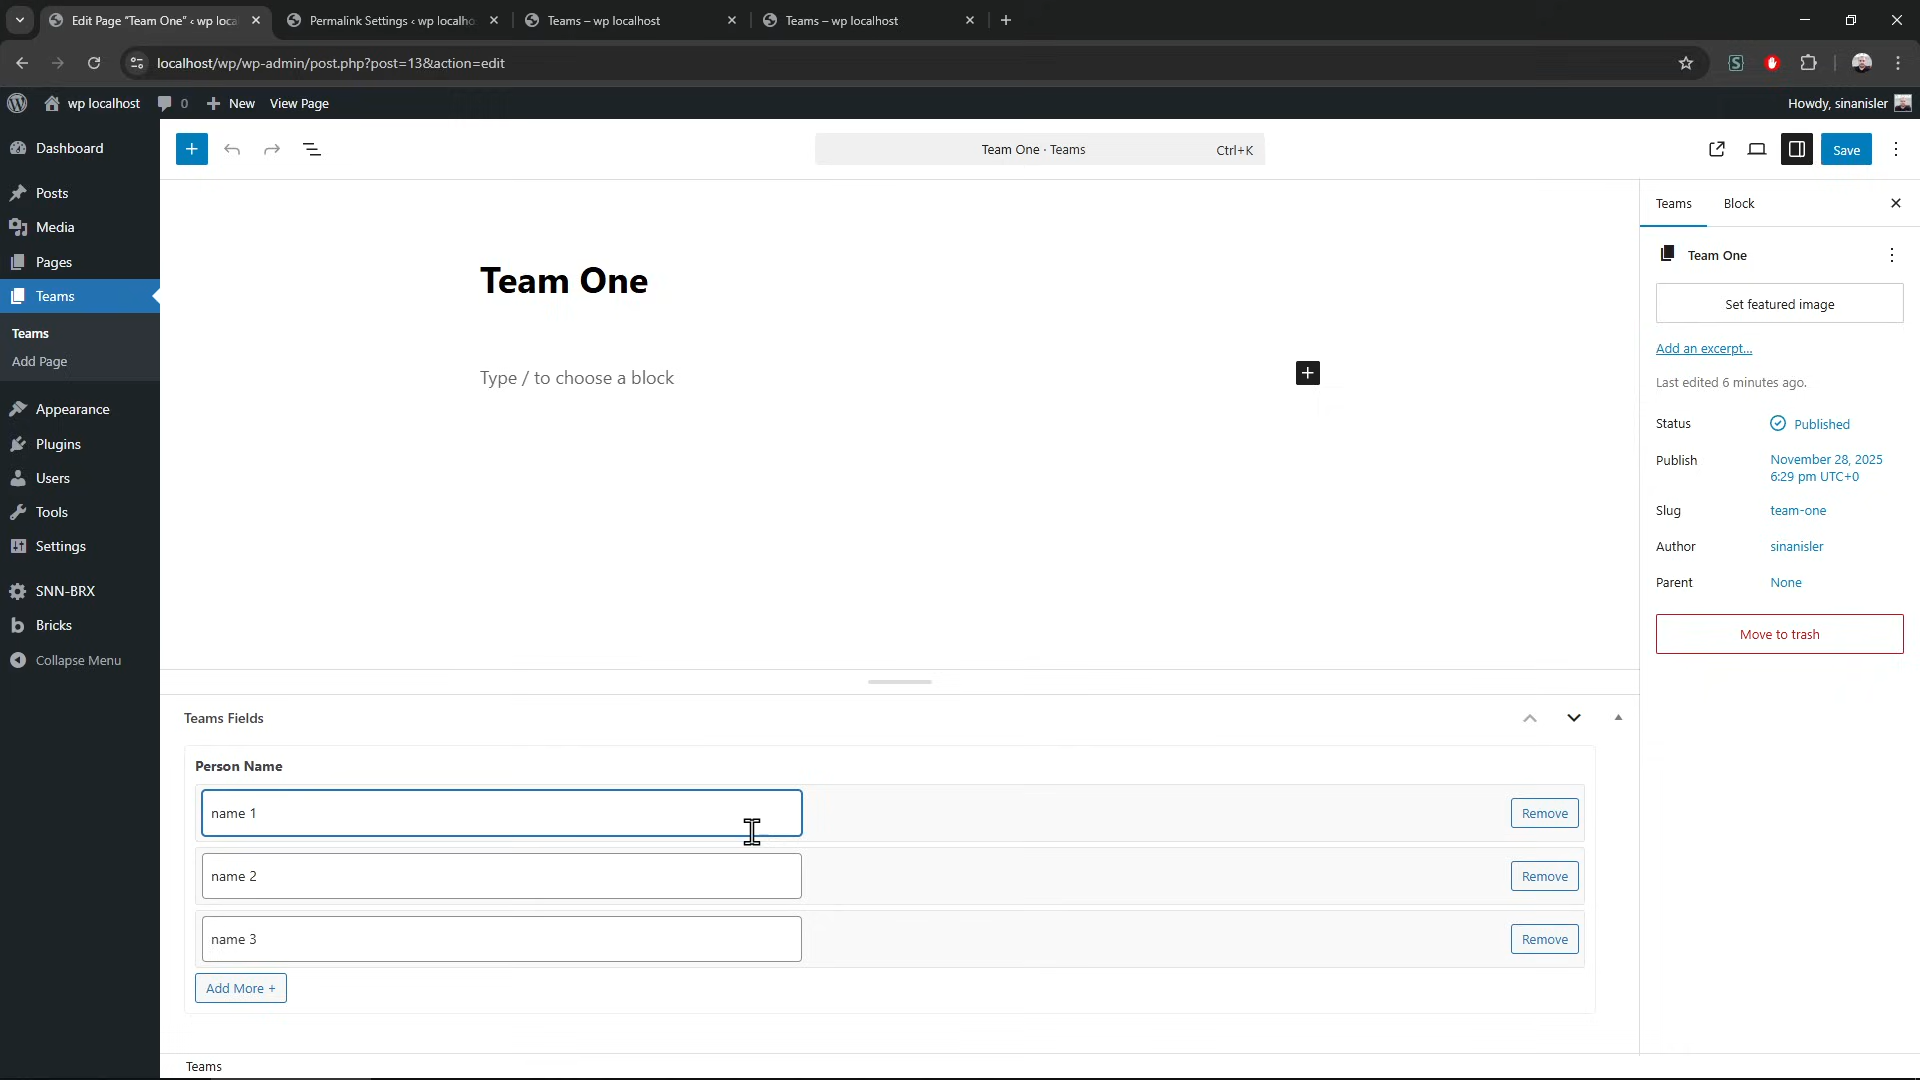 Edit Page "Team One" ‹ wp loca
Permalink Settings ‹ wp localho
Teams – wp localhost
Teams – wp localhost
localhost/wp/wp-admin/post.php?post=13&action=edit
wp localhost
0
New
View Page
Howdy, sinanisler
Dashboard
Posts
Media
Pages
Teams
Teams
Add Page
Appearance
Plugins
Users
Tools
Settings
SNN-BRX
Bricks
Collapse Menu
Team One · Teams
Ctrl+K
Save
Team One
Type / to choose a block
Teams
Block
Team One
Set featured image
Add an excerpt...
Last edited 6 minutes ago.
Status
Published
Publish
November 28, 2025
6:29 pm UTC+0
Slug
team-one
Author
sinanisler
Parent
None
Move to trash
Teams Fields
Person Name
name 1
Remove
name 2
Remove
name 3
Remove
Add More +
Teams